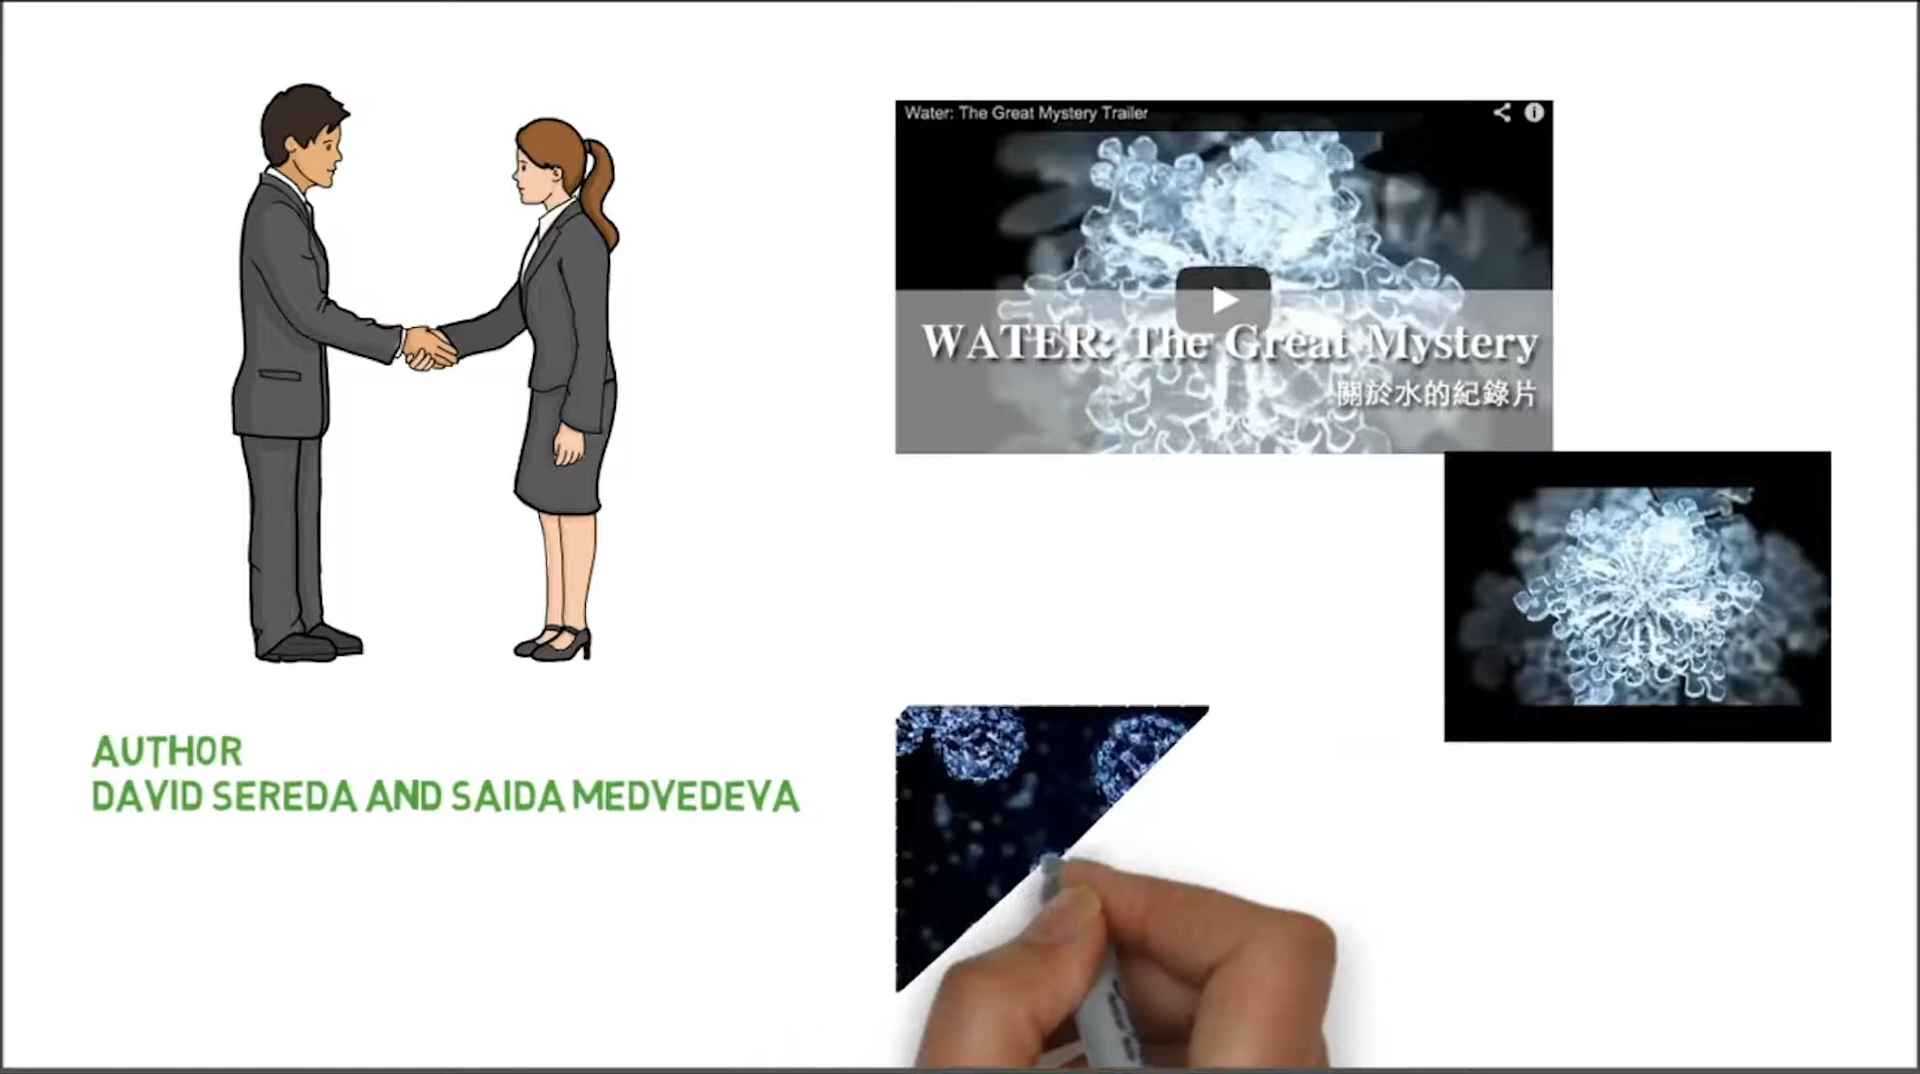 Water: The Great Mystery Trailer
WATER: The Great Mystery
關於水的紀錄片
AUTHOR
DAVID SEREDA AND SAIDA MEDVEDEVA